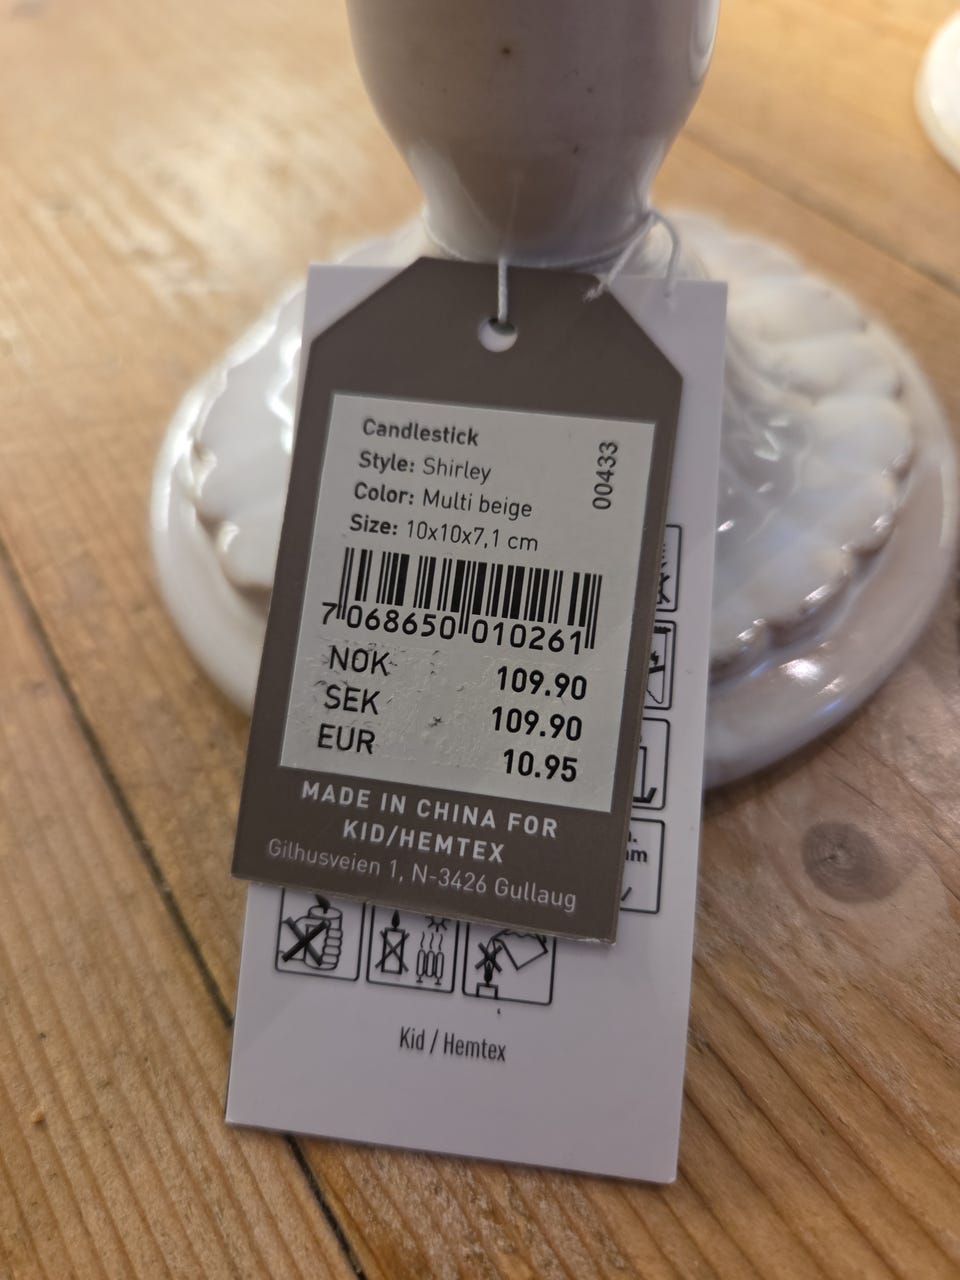 Candlestick
Style: Shirley
Color: Multi beige
Size: 10x10x7,1 cm
00433
7 068650 010261
NOK 109.90
SEK 109.90
EUR 10.95
MADE IN CHINA FOR
KID/HEMTEX
Gilhusveien 1, N-3426 Gullaug
Kid / Hemtex